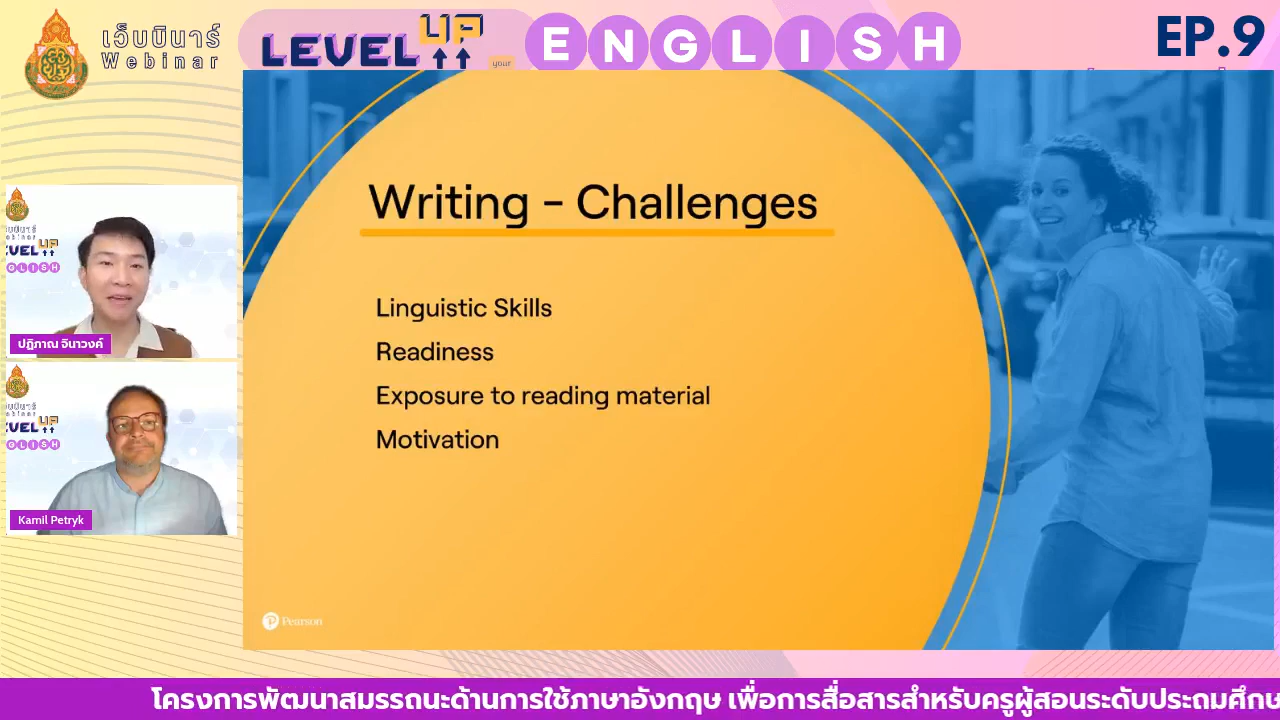 เว็บบินาร์
Webinar
LEVEL UP
your
ENGLISH
EP.9
Writing - Challenges
Linguistic Skills
Readiness
Exposure to reading material
Motivation
Pearson
ปฏิภาณ จินาวงค์
Kamil Petryk
โครงการพัฒนาสมรรถนะด้านการใช้ภาษาอังกฤษ เพื่อการสื่อสารสำหรับครูผู้สอนระดับประถมศึกษ